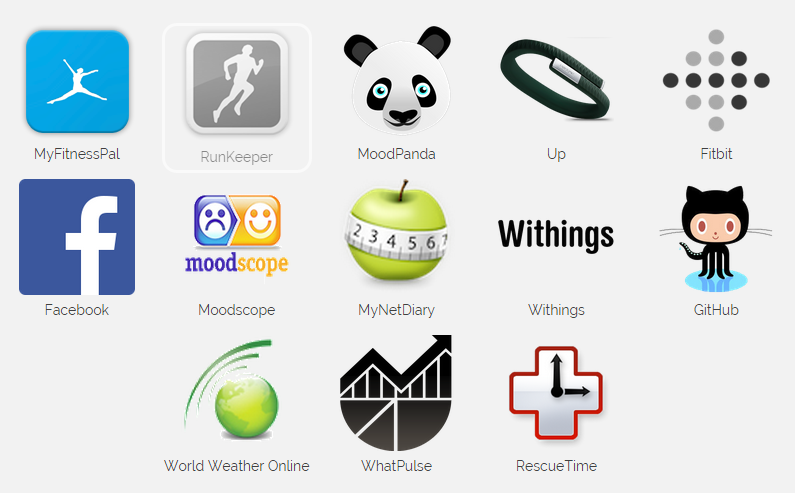 MyFitnessPal
RunKeeper
MoodPanda
Up
Fitbit
f
moodscope
2 3 4 5 6 7
Withings
Facebook
Moodscope
MyNetDiary
Withings
GitHub
World Weather Online
WhatPulse
RescueTime